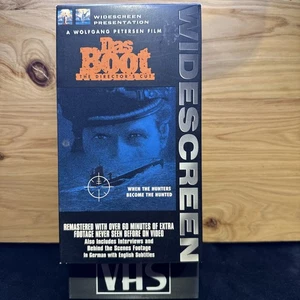 WIDESCREEN
PRESENTATION
A WOLFGANG PETERSEN FILM
Das
Boot
THE DIRECTOR'S CUT
WHEN THE HUNTERS
BECOME THE HUNTED
REMASTERED WITH OVER 60 MINUTES OF EXTRA
FOOTAGE NEVER SEEN BEFORE ON VIDEO
Also Includes Interviews and
Behind the Scenes Footage
in German with English Subtitles
WIDESCREEN
VHS